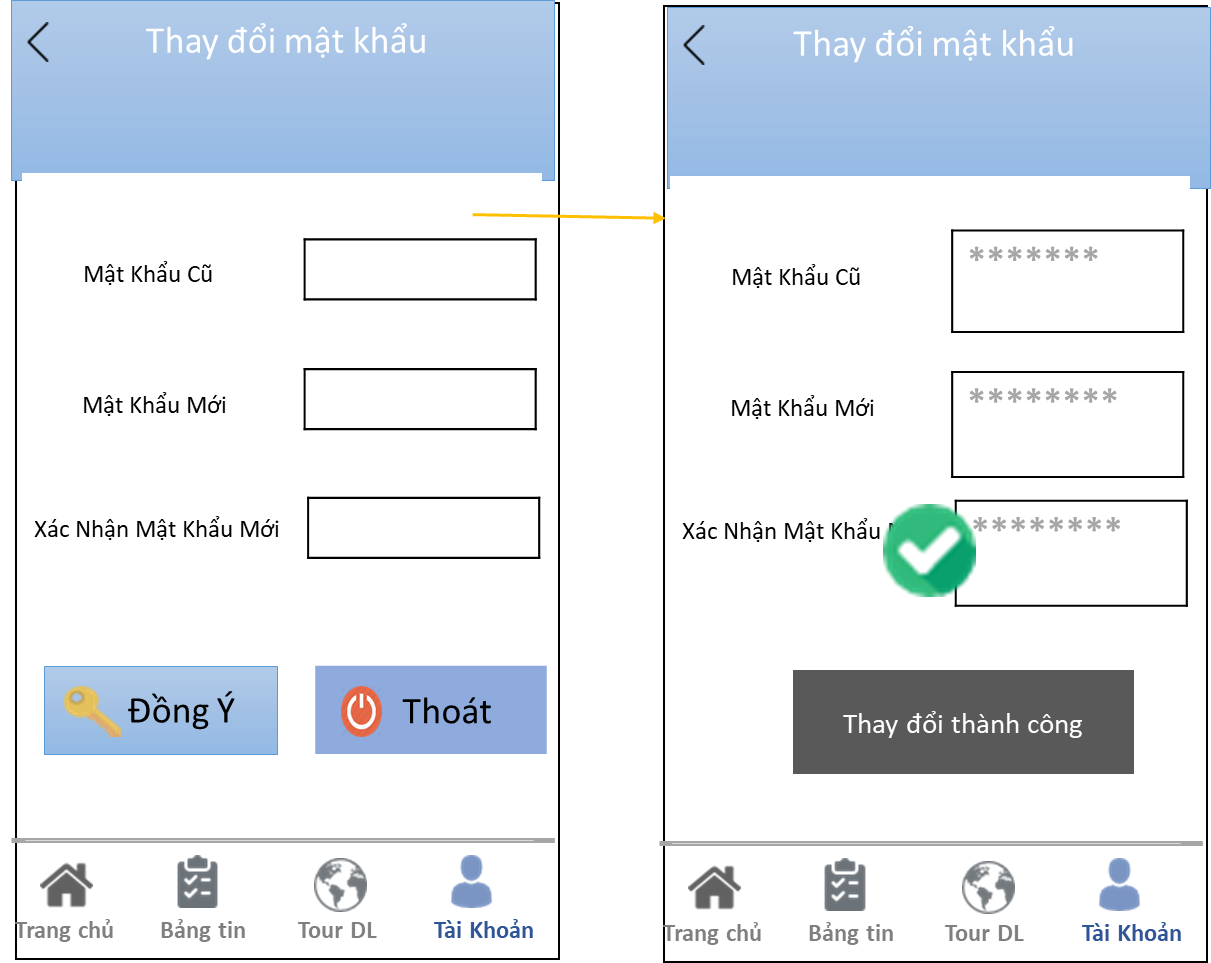 Thay đổi mật khẩu
Mật Khẩu Cũ
Mật Khẩu Mới
Xác Nhận Mật Khẩu Mới
Đồng Ý
Thoát
Trang chủ
Bảng tin
Tour DL
Tài Khoản
Thay đổi mật khẩu
Mật Khẩu Cũ
*******
Mật Khẩu Mới
********
Xác Nhận Mật Khẩu
********
Thay đổi thành công
Trang chủ
Bảng tin
Tour DL
Tài Khoản